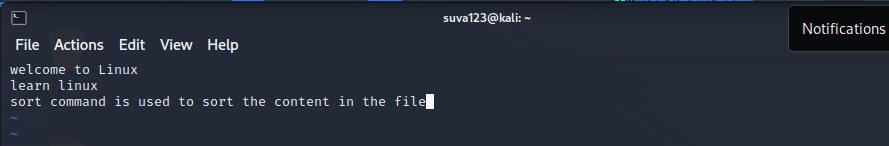 suva123@kali: ~
Notifications
File Actions Edit View Help
welcome to Linux
learn linux
sort command is used to sort the content in the file
~
~